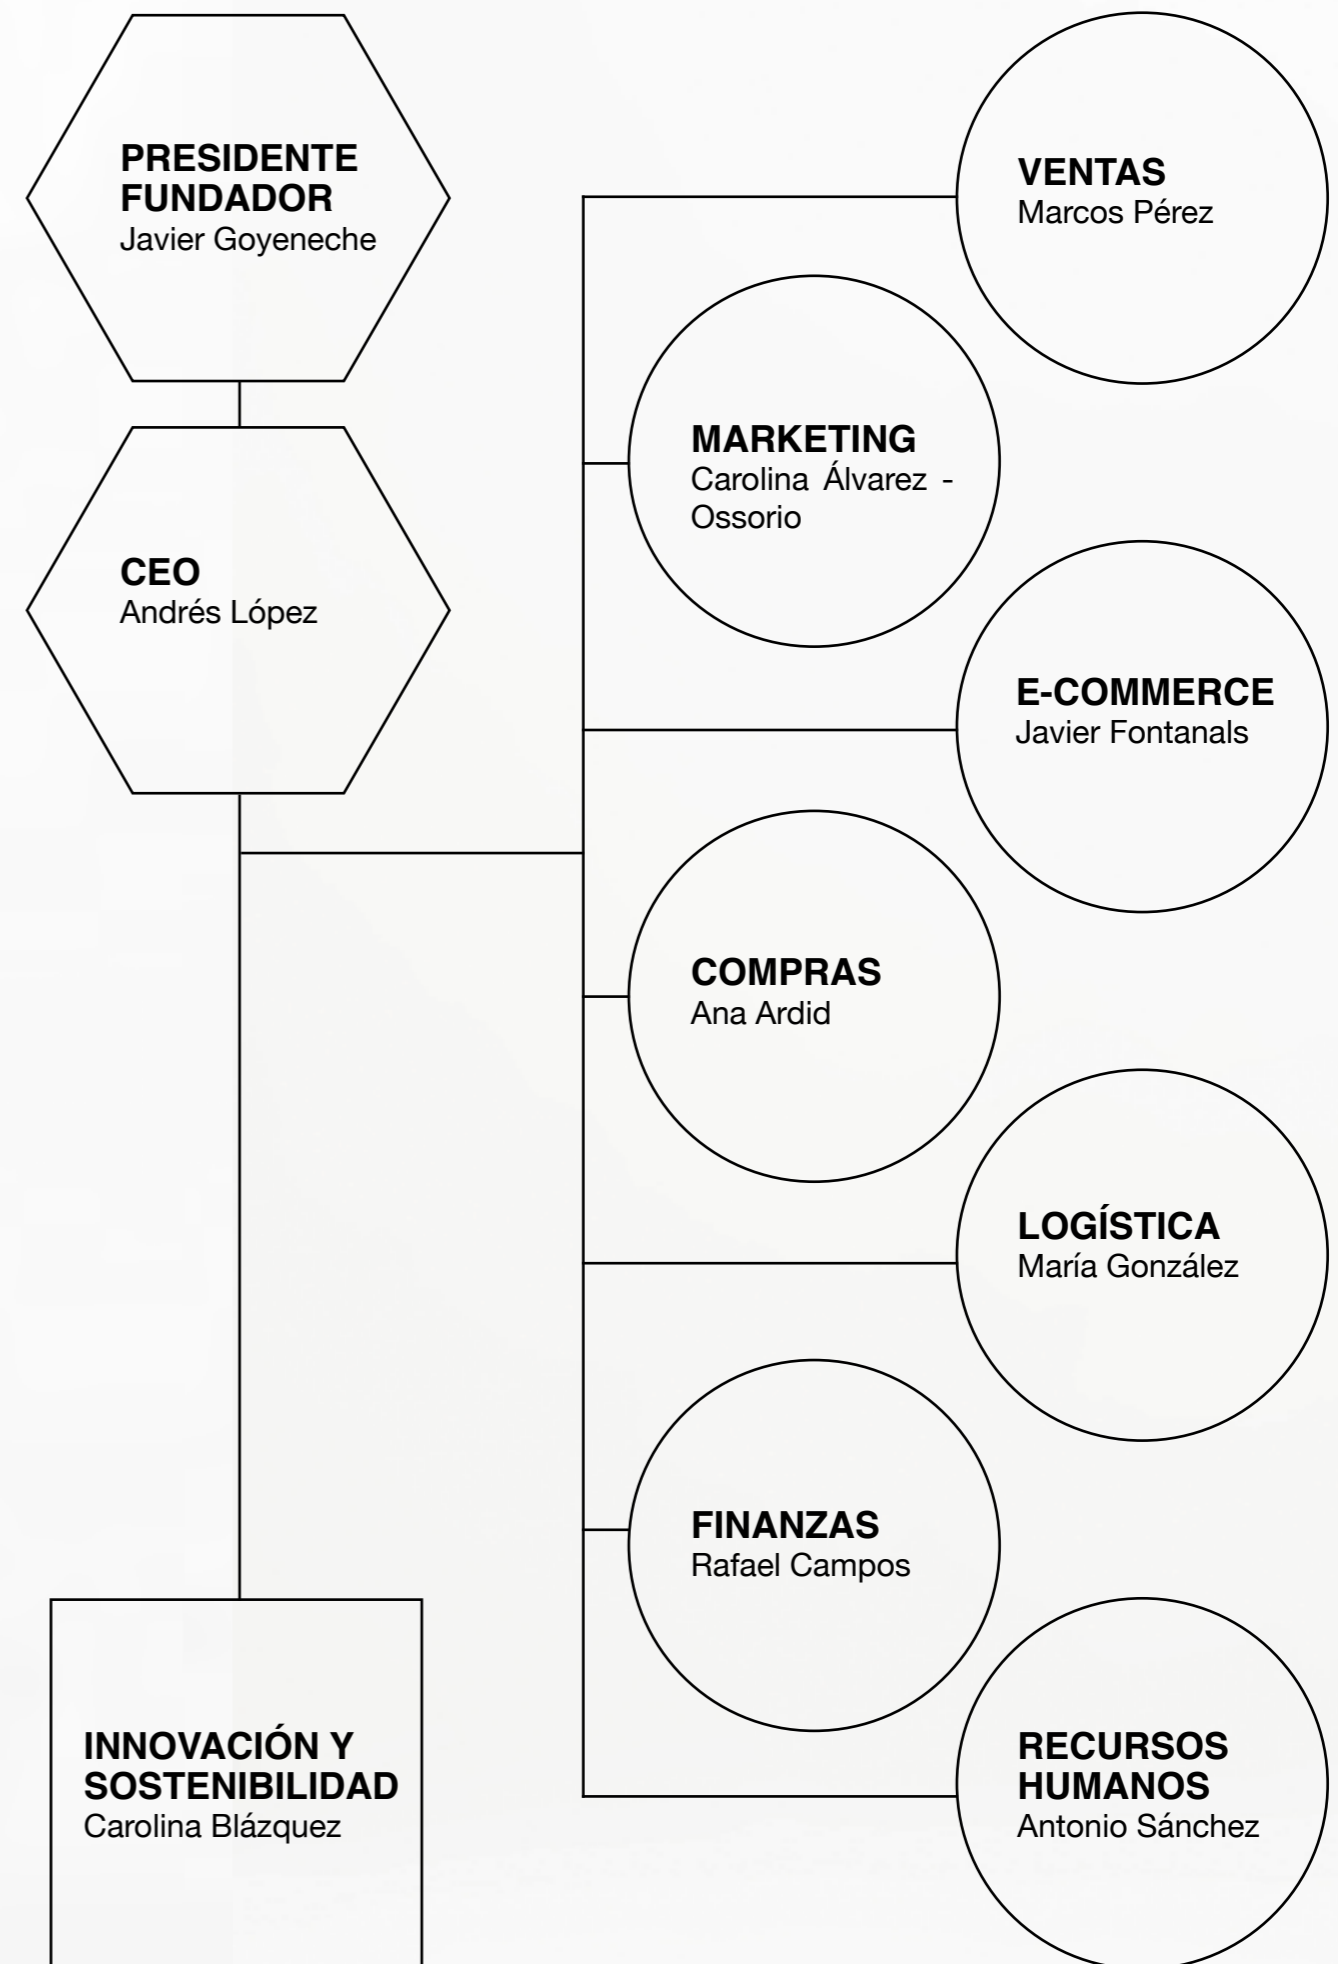 PRESIDENTE
FUNDADOR
Javier Goyeneche
CEO
Andrés López
INNOVACIÓN Y
SOSTENIBILIDAD
Carolina Blázquez
VENTAS
Marcos Pérez
MARKETING
Carolina Álvarez -
Ossorio
E-COMMERCE
Javier Fontanals
COMPRAS
Ana Ardid
LOGÍSTICA
María González
FINANZAS
Rafael Campos
RECURSOS
HUMANOS
Antonio Sánchez